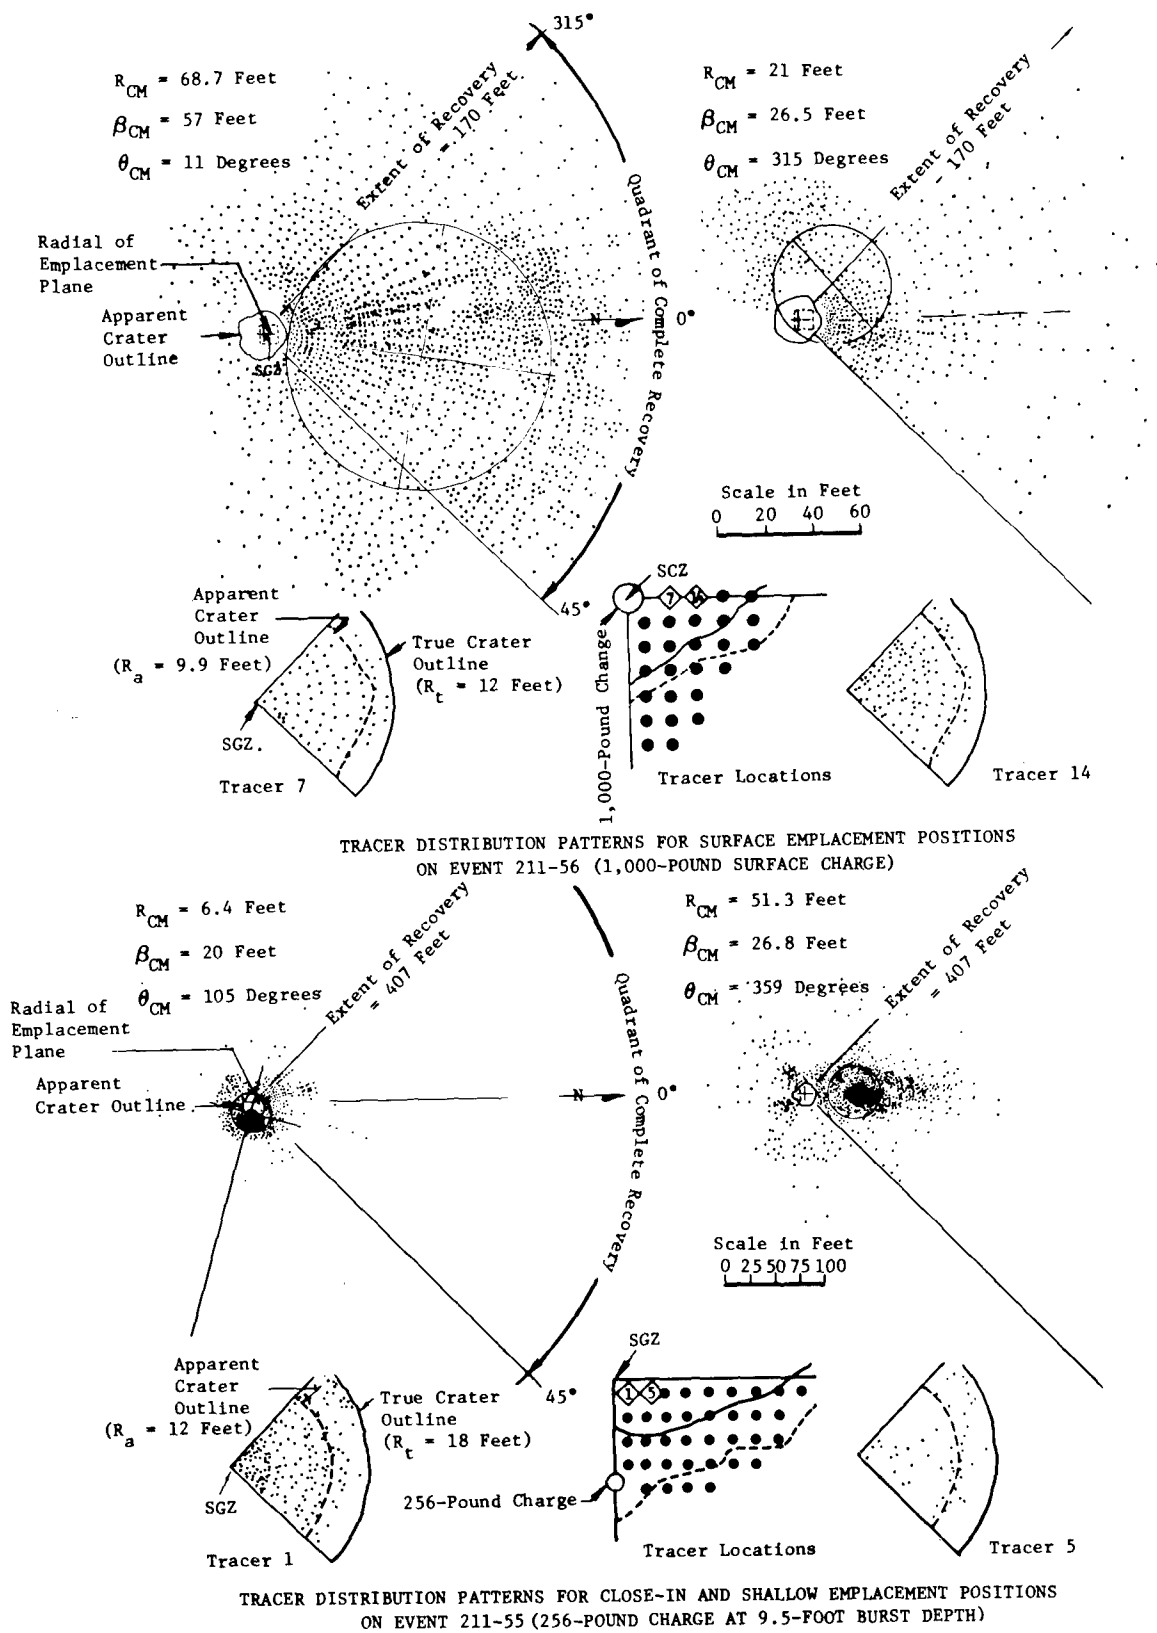 315°
R_CM = 68.7 Feet
β_CM = 57 Feet
θ_CM = 11 Degrees
Extent of Recovery
= 170 Feet
R_CM = 21 Feet
β_CM = 26.5 Feet
θ_CM = 315 Degrees
Extent of Recovery
- 170 Feet
Radial of
Emplacement
Plane
Apparent
Crater
Outline
SGZ
N
0°
Quadrant of Complete Recovery
Scale in Feet
0 20 40 60
45°
Apparent
Crater
Outline
(R_a = 9.9 Feet)
True Crater
Outline
(R_t = 12 Feet)
SGZ.
Tracer 7
SCZ
7 14
1,000-Pound Change
Tracer Locations
Tracer 14
TRACER DISTRIBUTION PATTERNS FOR SURFACE EMPLACEMENT POSITIONS
ON EVENT 211-56 (1,000-POUND SURFACE CHARGE)
R_CM = 6.4 Feet
β_CM = 20 Feet
θ_CM = 105 Degrees
Extent of Recovery
= 407 Feet
R_CM = 51.3 Feet
β_CM = 26.8 Feet
θ_CM = 359 Degrees
Extent of Recovery
= 407 Feet
Radial of
Emplacement
Plane
Apparent
Crater Outline
N
0°
Quadrant of Complete Recovery
Scale in Feet
0 25 50 75 100
45°
Apparent
Crater
Outline
(R_a = 12 Feet)
True Crater
Outline
(R_t = 18 Feet)
SGZ
Tracer 1
SGZ
1 5
256-Pound Charge
Tracer Locations
Tracer 5
TRACER DISTRIBUTION PATTERNS FOR CLOSE-IN AND SHALLOW EMPLACEMENT POSITIONS
ON EVENT 211-55 (256-POUND CHARGE AT 9.5-FOOT BURST DEPTH)